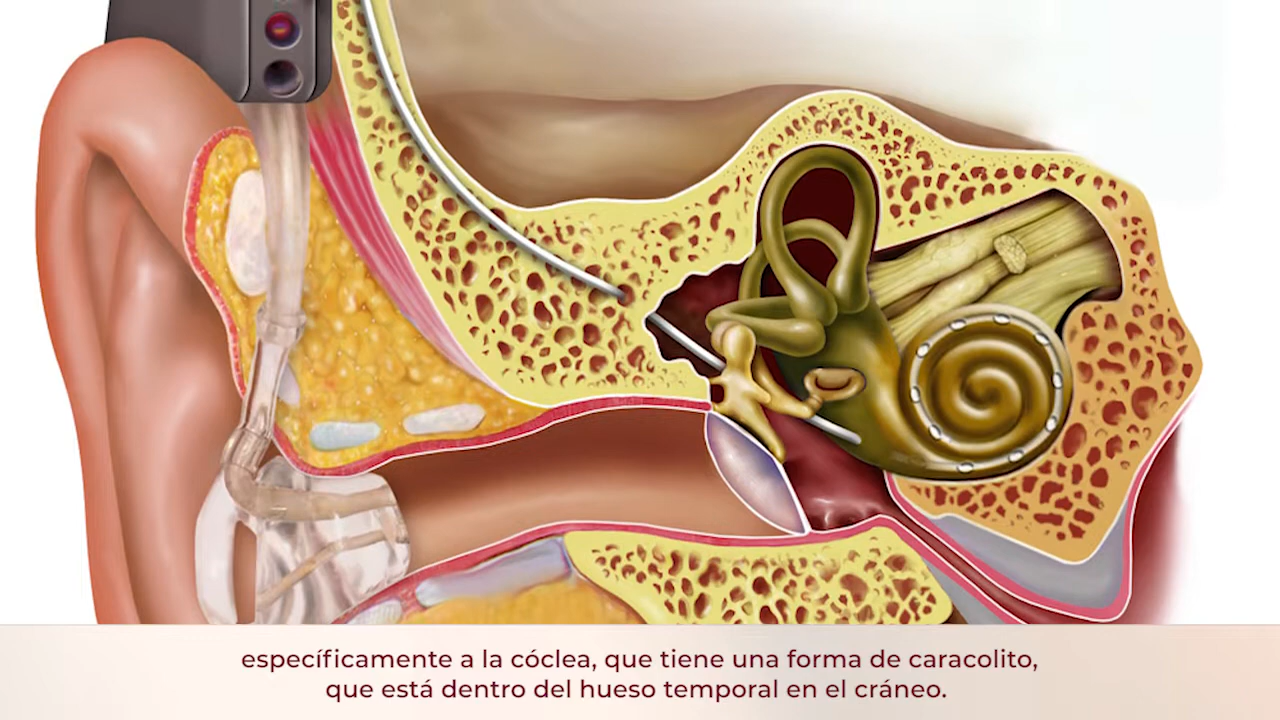 específicamente a la cóclea, que tiene una forma de caracolito,
que está dentro del hueso temporal en el cráneo.